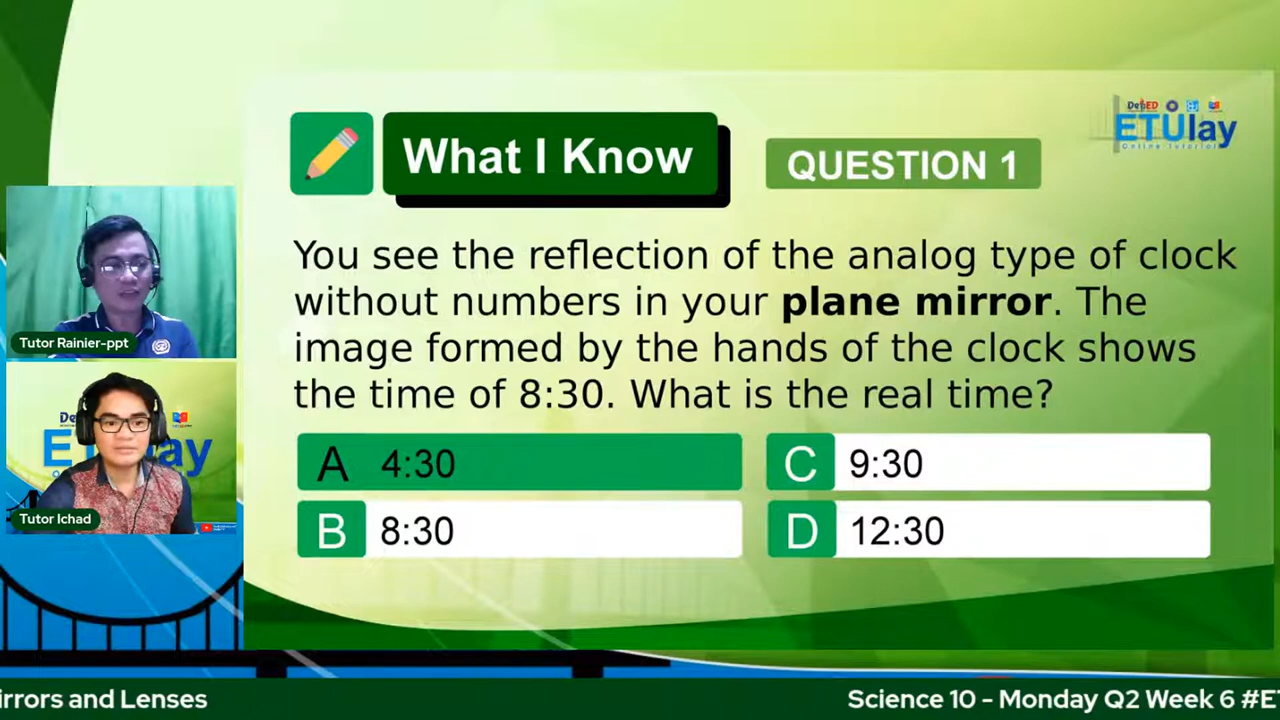 What I Know
QUESTION 1
DepED
ETUlay
Online Tutorial
You see the reflection of the analog type of clock
without numbers in your plane mirror. The
image formed by the hands of the clock shows
the time of 8:30. What is the real time?
A 4:30
C 9:30
B 8:30
D 12:30
Tutor Rainier-ppt
Tutor Ichad
irrors and Lenses
Science 10 - Monday Q2 Week 6 #ET